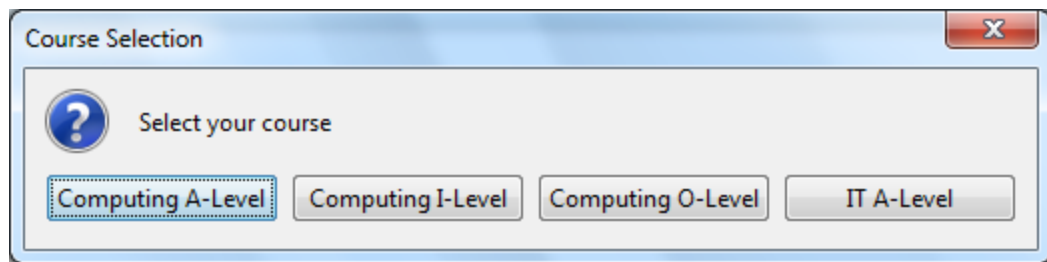 Course Selection
Select your course
Computing A-Level Computing I-Level Computing O-Level IT A-Level